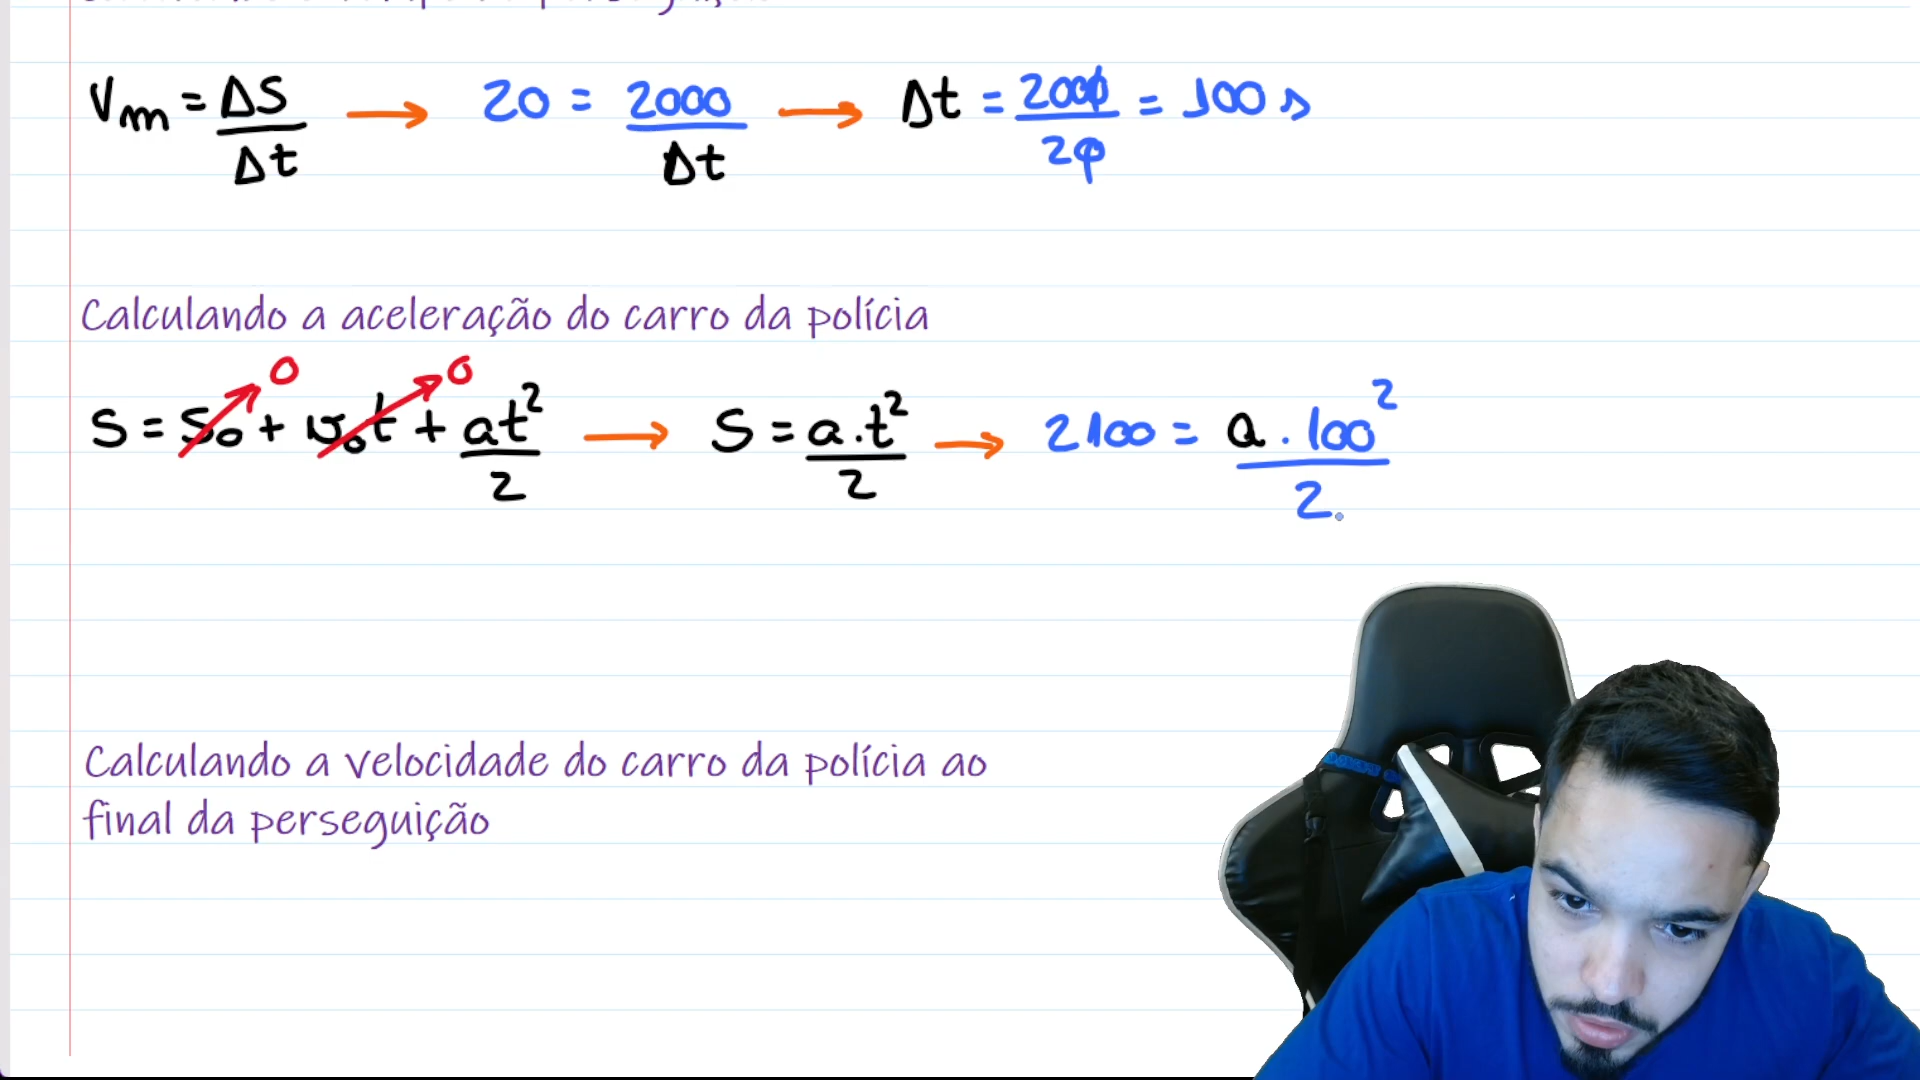 Vm = ΔS/Δt → 20 = 2000/Δt → Δt = 2000/20 = 100 s
Calculando a aceleração do carro da polícia
0 0
S = S₀ + v₀t + at²/2 → S = a.t²/2 → 2100 = a . 100²/2
Calculando a velocidade do carro da polícia ao
final da perseguição